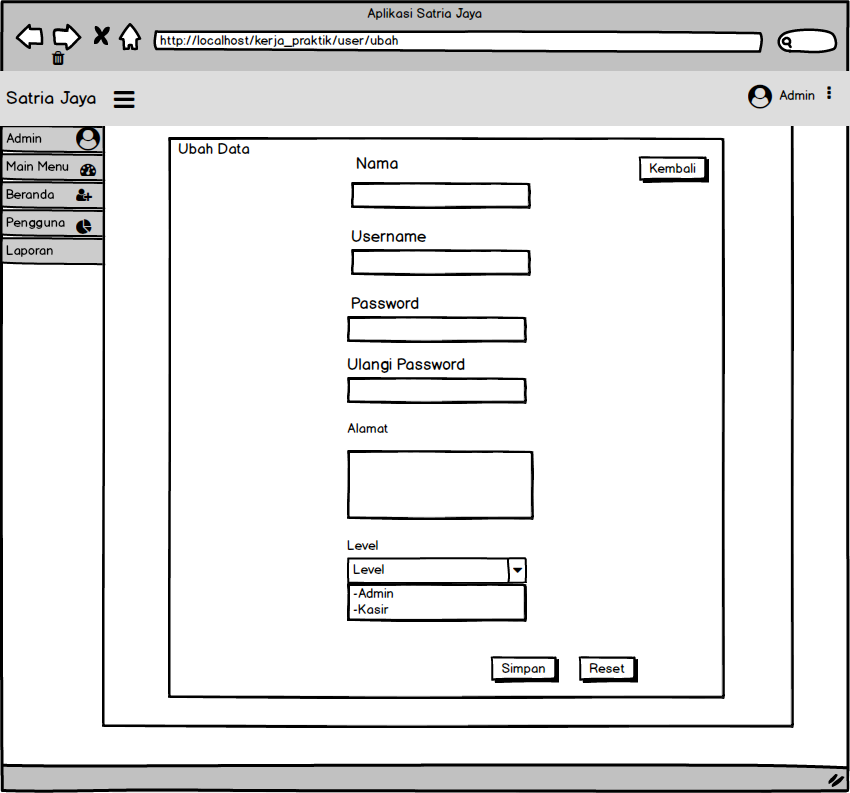 Aplikasi Satria Jaya
http://localhost/kerja_praktik/user/ubah
Satria Jaya
Admin
Admin
Main Menu
Beranda
Pengguna
Laporan
Ubah Data
Kembali
Nama
Username
Password
Ulangi Password
Alamat
Level
Level
-Admin
-Kasir
Simpan
Reset